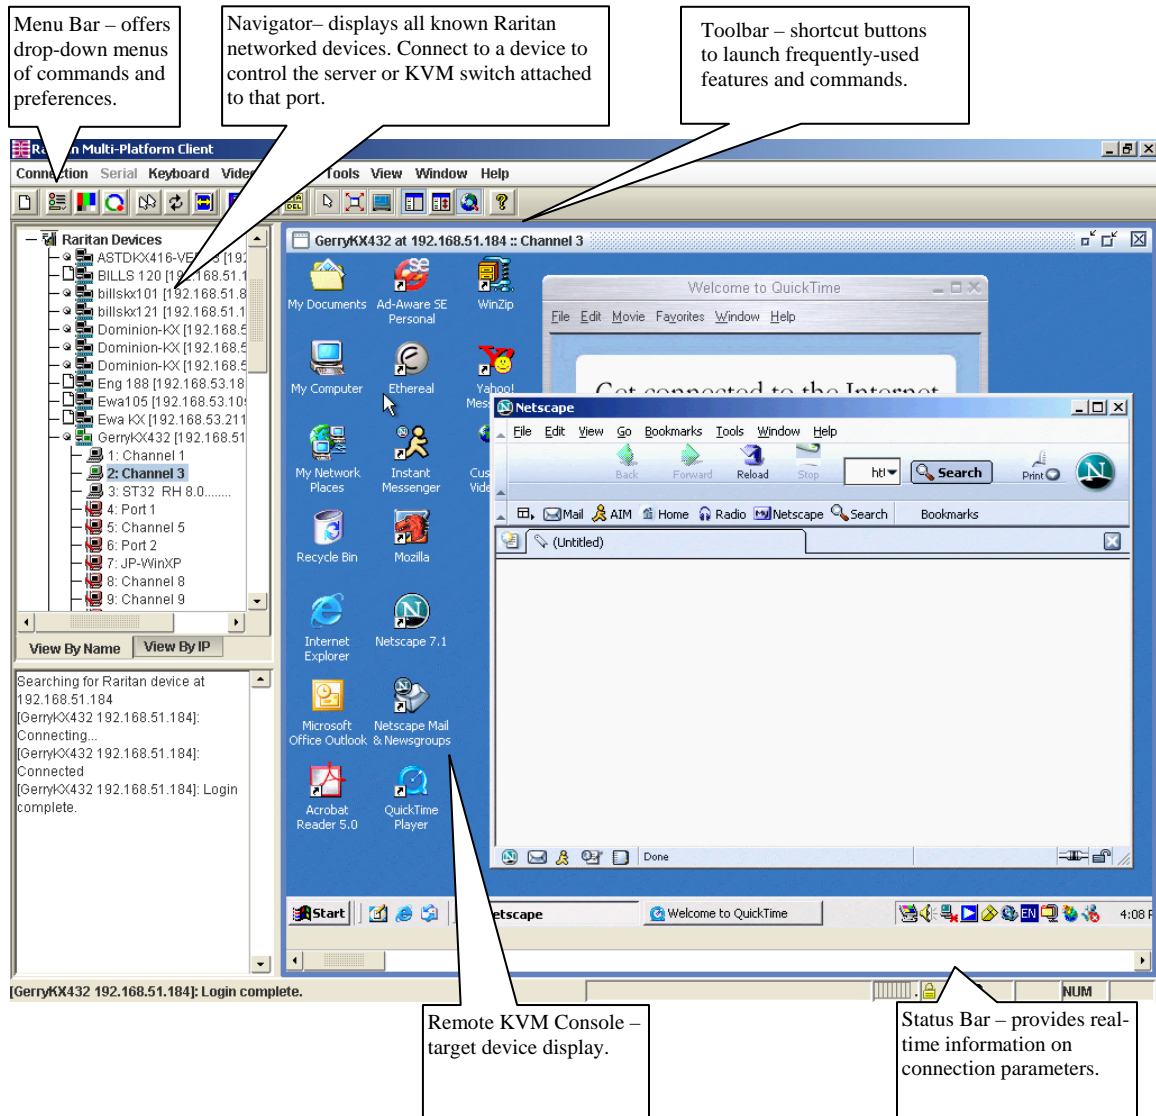 Menu Bar – offers
drop-down menus
of commands and
preferences.
Navigator– displays all known Raritan
networked devices. Connect to a device to
control the server or KVM switch attached
to that port.
Toolbar – shortcut buttons
to launch frequently-used
features and commands.
Multi-Platform Client
Connection Serial Keyboard Tools View Window Help
Raritan Devices
BILLS 120 [192.168.51.1
billskx101 [192.168.51.8
billskx121 [192.168.51.1
Dominion-KX [192.168.5
Dominion-KX [192.168.5
Dominion-KX [192.168.5
Eng 188 [192.168.53.18
Ewa105 [192.168.53.10
Ewa KX [192.168.53.211
GerryKX432 [192.168.51
1: Channel 1
2: Channel 3
3: ST32 RH 8.0........
4: Port 1
5: Channel 5
6: Port 2
7: JP-WinXP
8: Channel 8
9: Channel 9
View By Name View By IP
Searching for Raritan device at
192.168.51.184
[GerryKX432 192.168.51.184]:
Connecting...
[GerryKX432 192.168.51.184]:
Connected
[GerryKX432 192.168.51.184]: Login
complete.
GerryKX432 at 192.168.51.184 :: Channel 3
My Documents
Ad-Aware SE
Personal
WinZip
My Computer
Ethereal
Yahoo!
My Network
Places
Instant
Messenger
Recycle Bin
Mozilla
Internet
Explorer
Netscape 7.1
Microsoft
Office Outlook
Netscape Mail
& Newsgroups
Acrobat
Reader 5.0
QuickTime
Player
Welcome to QuickTime
File Edit Movie Favorites Window Help
Get connected to the Internet
Netscape
File Edit View Go Bookmarks Tools Window Help
Back Forward Reload Stop Search Print
Mail AIM Home Radio Netscape Search Bookmarks
(Untitled)
Done
Start
Welcome to QuickTime
EN
4:08
[GerryKX432 192.168.51.184]: Login complete.
NUM
Remote KVM Console –
target device display.
Status Bar – provides real-
time information on
connection parameters.